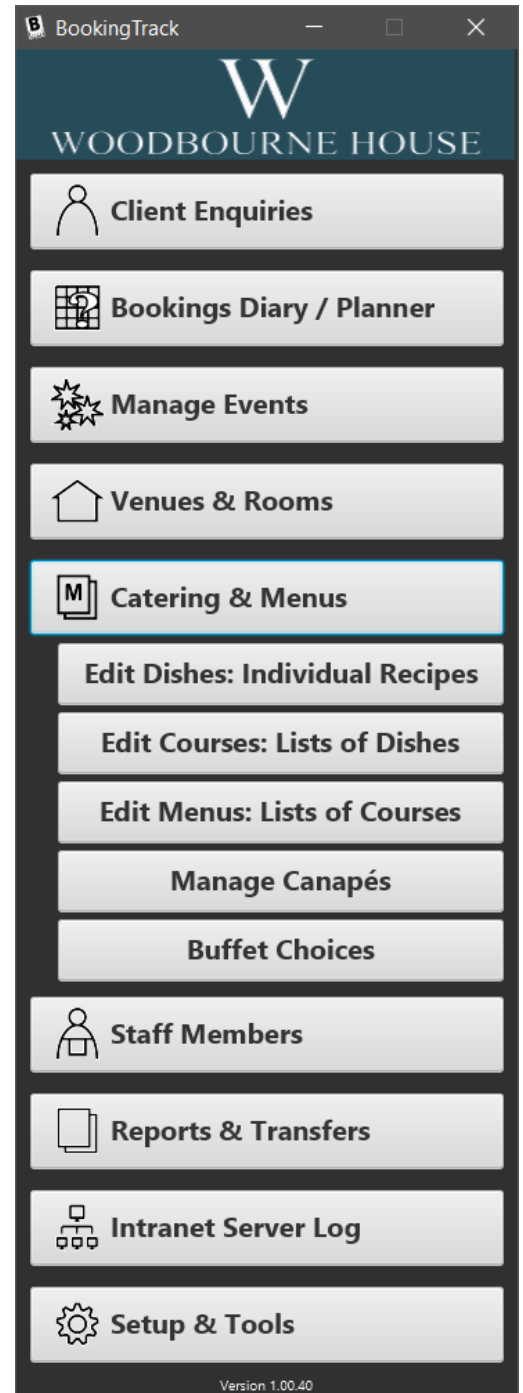 BookingTrack
W
WOODBOURNE HOUSE
Client Enquiries
?
Bookings Diary / Planner
Manage Events
Venues & Rooms
M
Catering & Menus
Edit Dishes: Individual Recipes
Edit Courses: Lists of Dishes
Edit Menus: Lists of Courses
Manage Canapés
Buffet Choices
Staff Members
Reports & Transfers
Intranet Server Log
Setup & Tools
Version 1.00.40